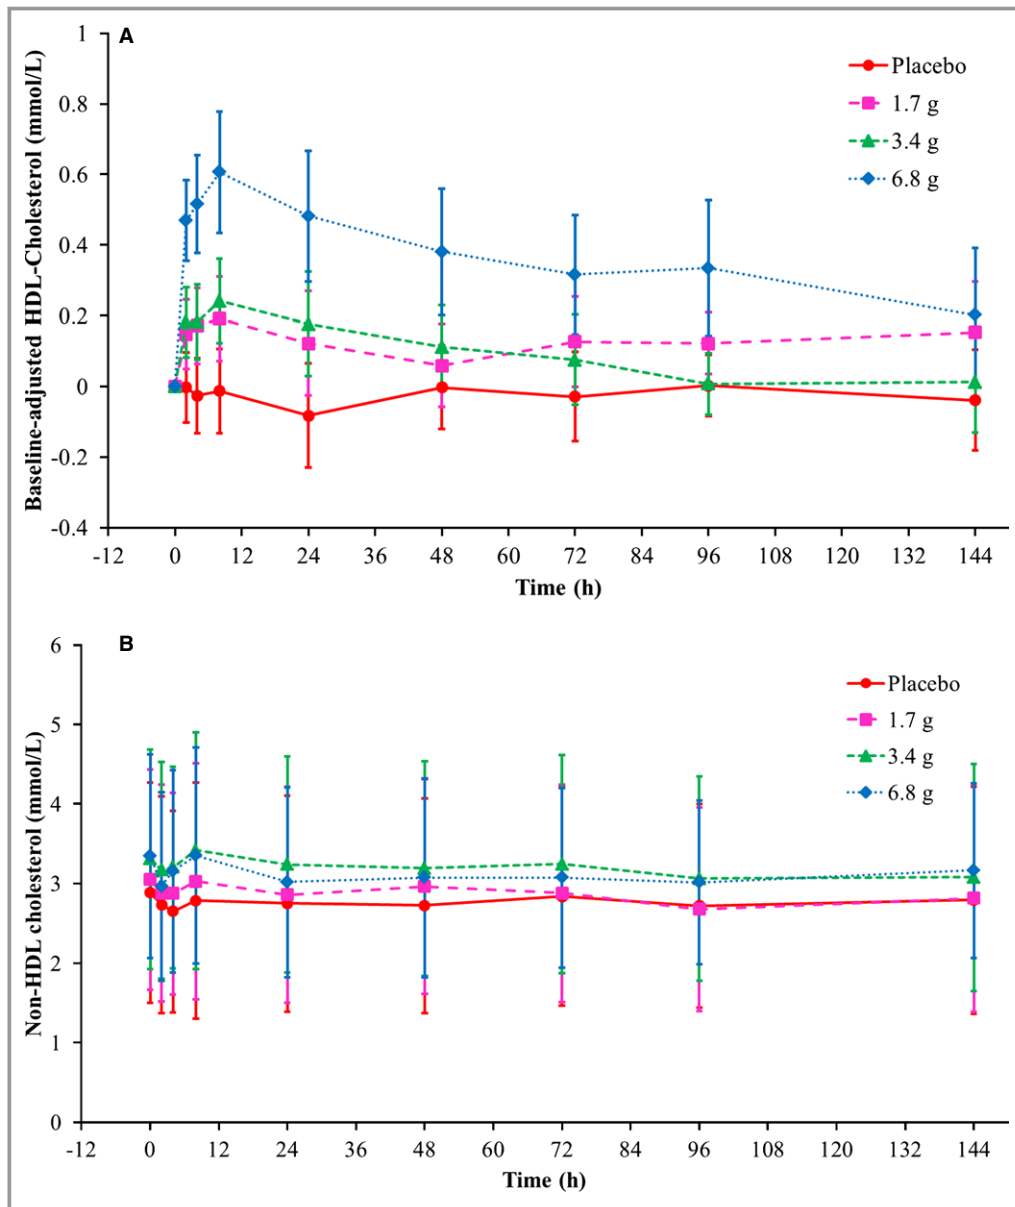 A
Baseline-adjusted HDL-Cholesterol (mmol/L)
1
0.8
0.6
0.4
0.2
0
-0.2
-0.4
Placebo
1.7 g
3.4 g
6.8 g
-12 0 12 24 36 48 60 72 84 96 108 120 132 144
Time (h)
B
Non-HDL cholesterol (mmol/L)
6
5
4
3
2
1
0
Placebo
1.7 g
3.4 g
6.8 g
-12 0 12 24 36 48 60 72 84 96 108 120 132 144
Time (h)